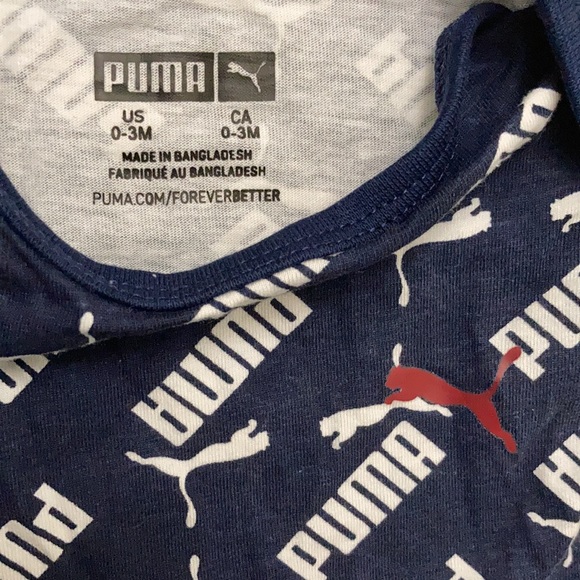 PUMA
US CA
0-3M 0-3M
MADE IN BANGLADESH
FABRIQUÉ AU BANGLADESH
PUMA.COM/FOREVERBETTER
PUMA
PUMA
PUMA
PUMA
PU